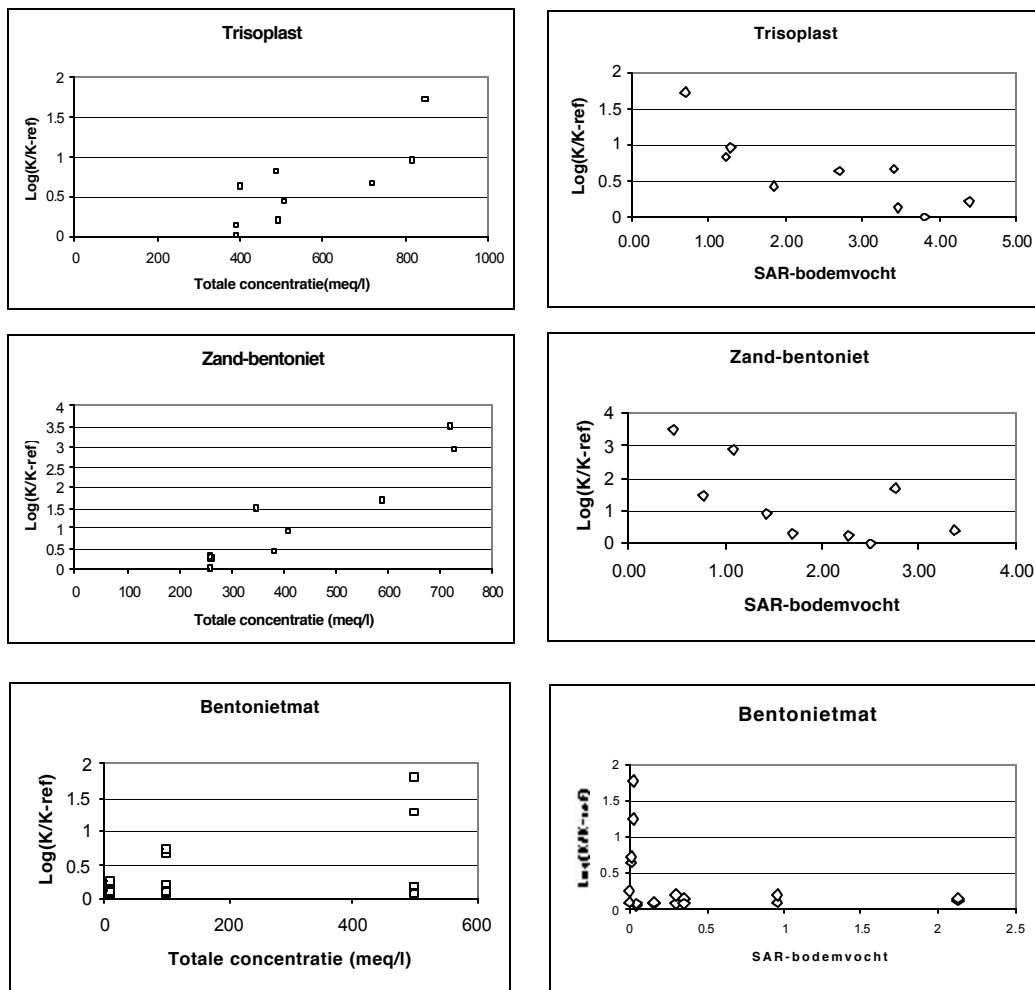 Trisoplast
Log(K/K-ref)
2
1.5
1
0.5
0
0 200 400 600 800 1000
Totale concentratie(meq/l)
Trisoplast
Log(K/K-ref)
2
1.5
1
0.5
0
0.00 1.00 2.00 3.00 4.00 5.00
SAR-bodemvocht
Zand-bentoniet
Log(K/K-ref)
4
3.5
3
2.5
2
1.5
1
0.5
0
0 100 200 300 400 500 600 700 800
Totale concentratie (meq/l)
Zand-bentoniet
Log(K/K-ref)
4
3
2
1
0
0.00 1.00 2.00 3.00 4.00
SAR-bodemvocht
Bentonietmat
Log(K/K-ref)
2
1.5
1
0.5
0
0 200 400 600
Totale concentratie (meq/l)
Bentonietmat
Log(K/K-ref)
2
1.5
1
0.5
0
0 0.5 1 1.5 2 2.5
SAR-bodemvocht